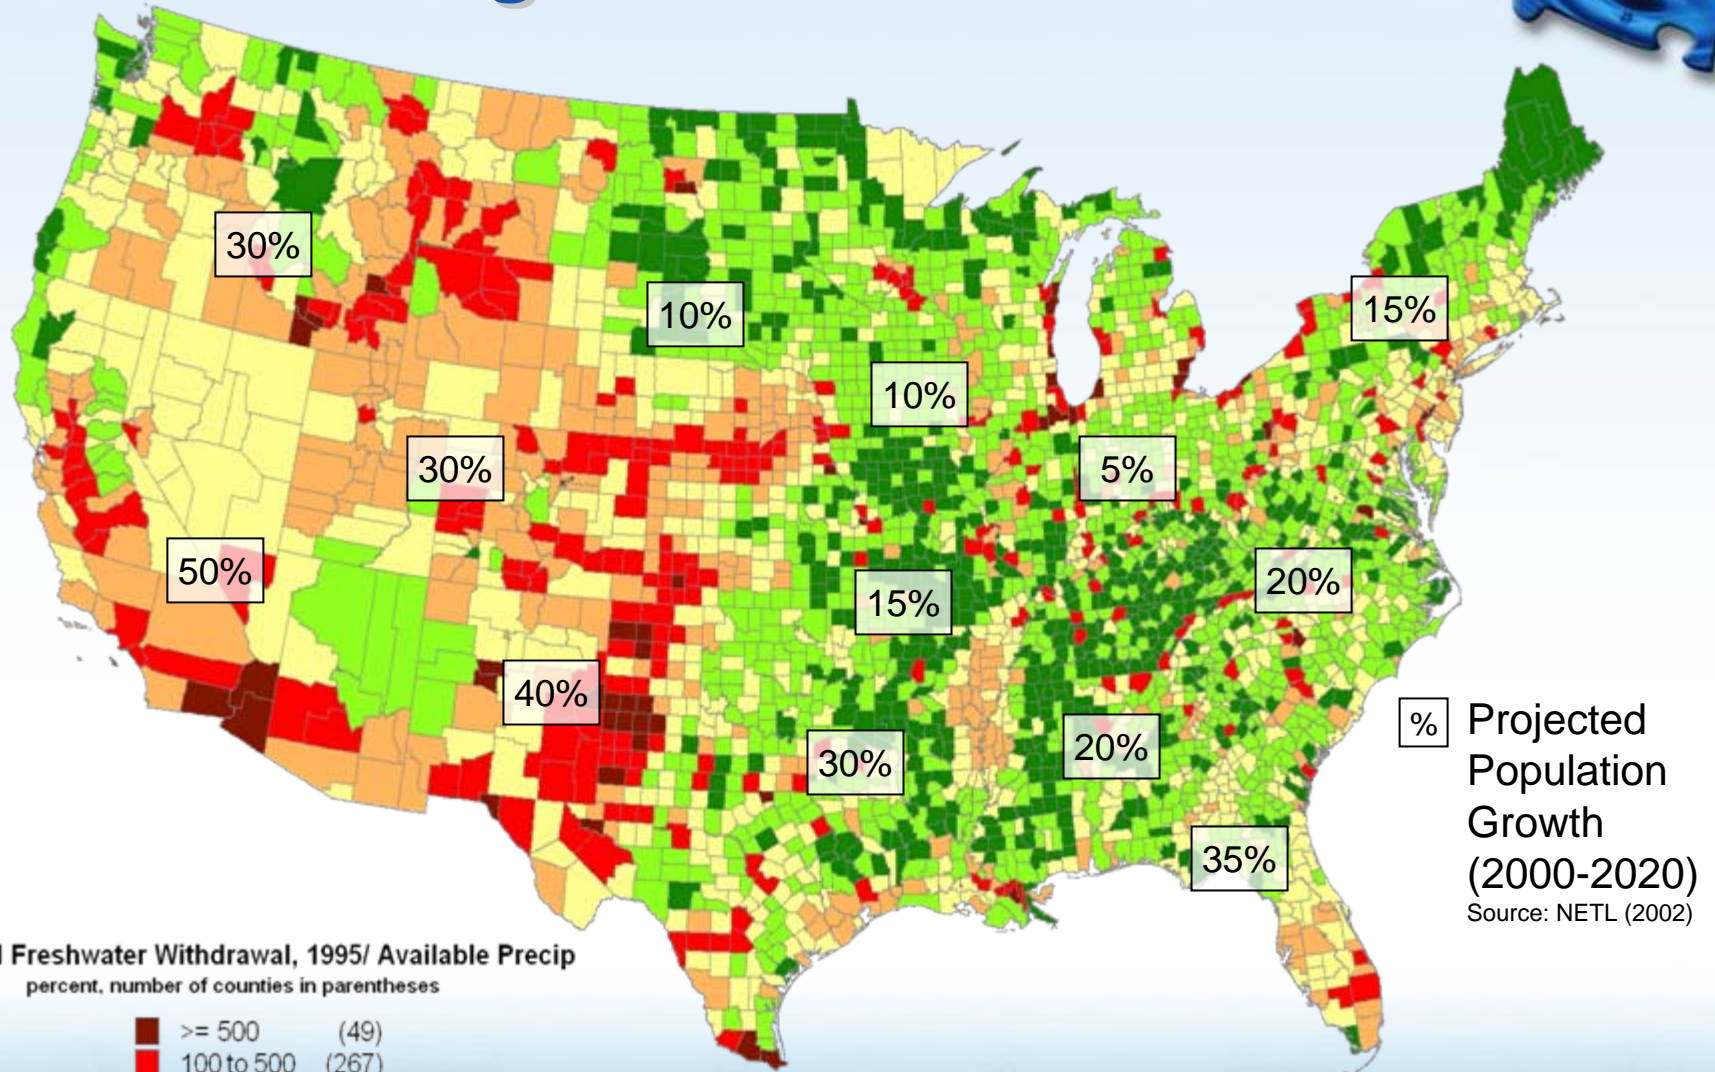 30%
10%
15%
10%
30%
5%
50%
15%
20%
40%
30%
20%
35%
% Projected
Population
Growth
(2000-2020)
Source: NETL (2002)
Freshwater Withdrawal, 1995/ Available Precip
percent, number of counties in parentheses
>= 500 (49)
100 to 500 (267)